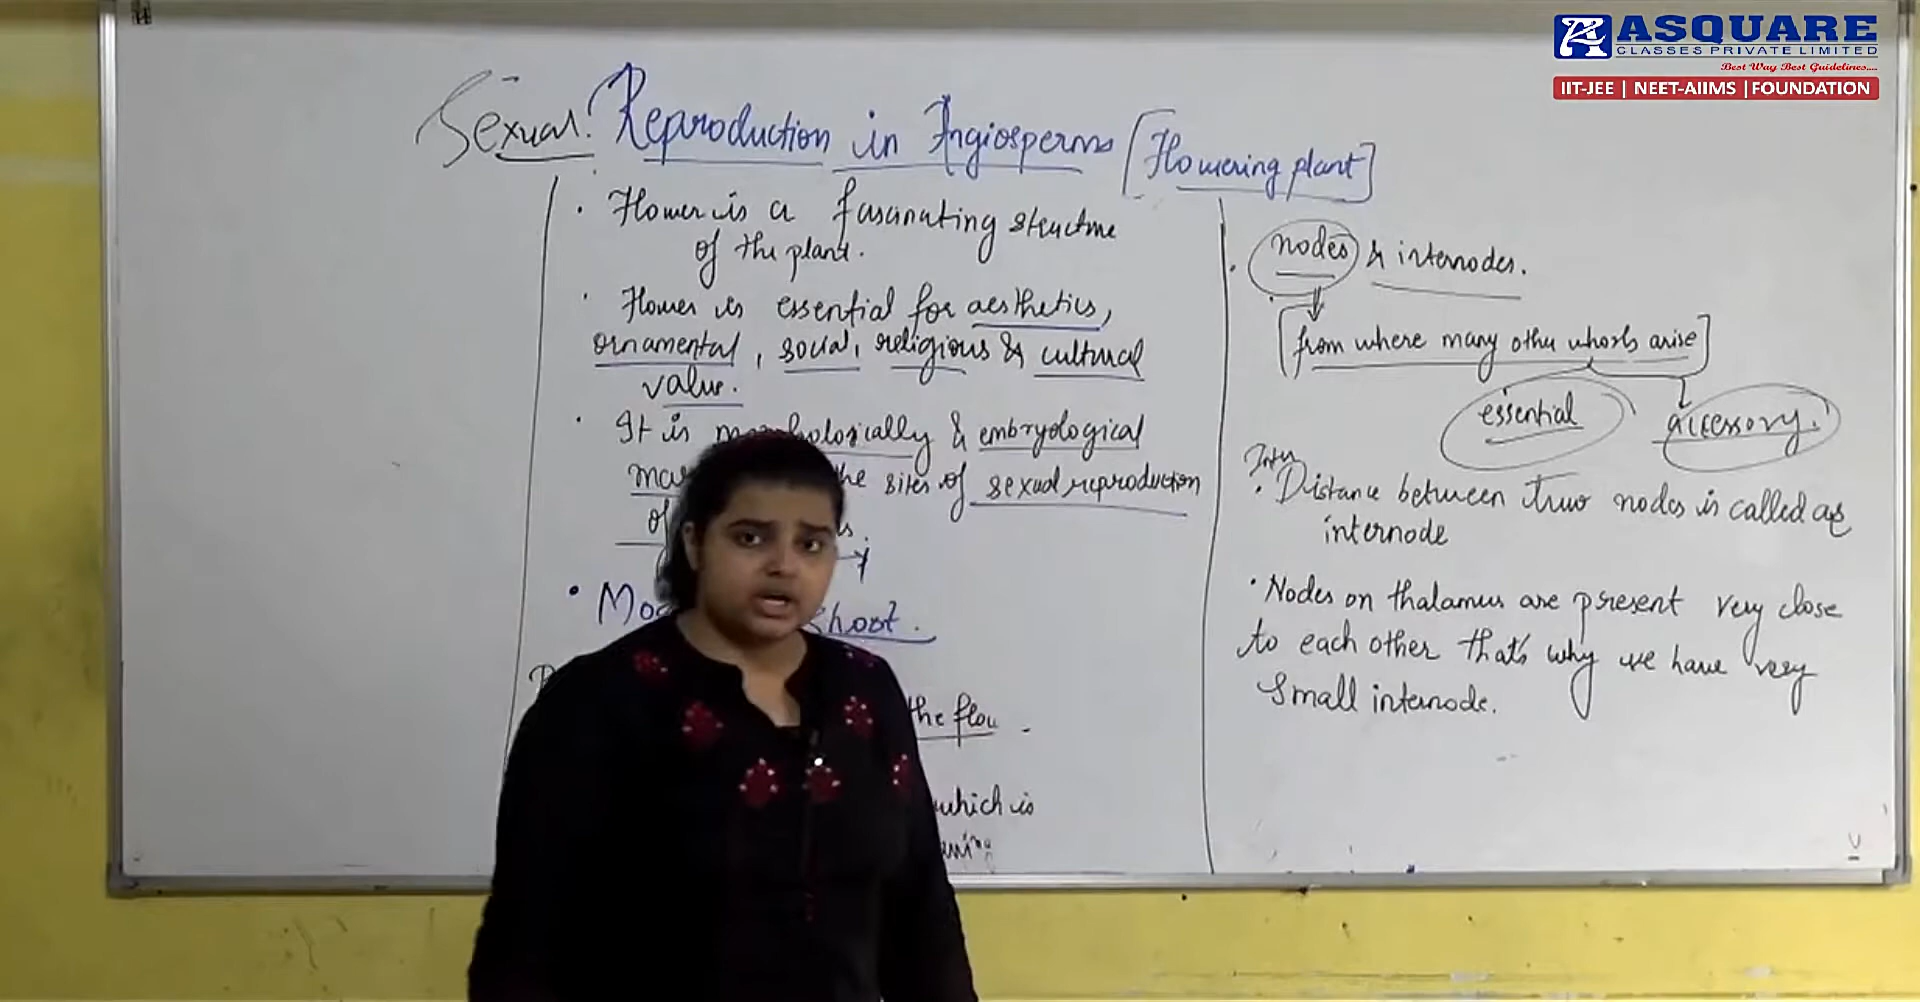 ASQUARE
CLASSES PRIVATE LIMITED
Best Way Best Guidelines....
IIT-JEE | NEET-AIIMS | FOUNDATION
Sexual Reproduction in Angiosperms [Flowering plant]
• Flower is a fascinating structure
of the plant.
• Flower is essential for aesthetics,
ornamental, social, religious & cultural
value.
• It is & embryological
the sites of sexual reproduction
of
• shoot.
the flou
which is
• nodes & internodes.
[from where many other whorls arise]
essential accessory.
Inter
• Distance between two nodes is called as
internode
• Nodes on thalamus are present very close
to each other that's why we have very
small internode.